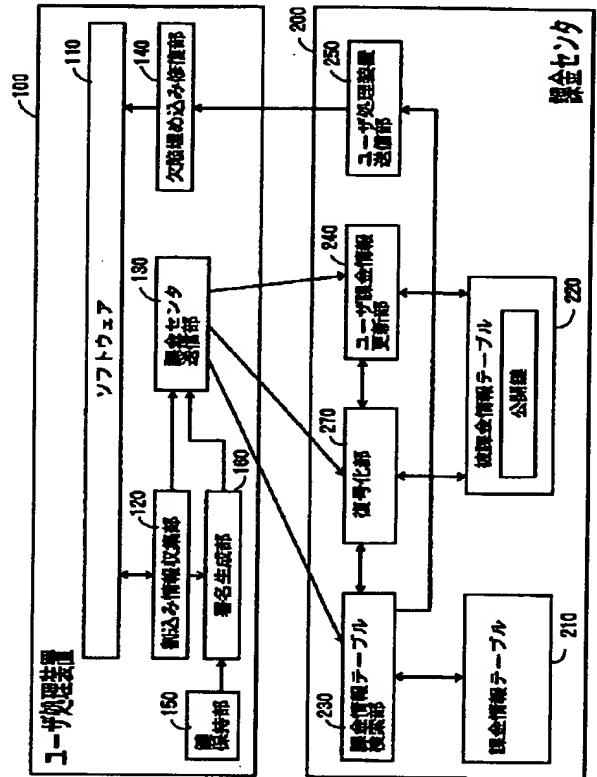 100
ユーザ処理装置
110
ソフトウェア
120
割込み情報収集部
130
課金センタ
送信部
140
欠陥埋め込み修復部
150
鍵
保持部
160
署名生成部
200
課金センタ
230
課金情報テーブル
検索部
270
復号化部
240
ユーザ課金情報
更新部
250
ユーザ処理装置
送信部
210
課金情報テーブル
220
被課金情報テーブル
公開鍵